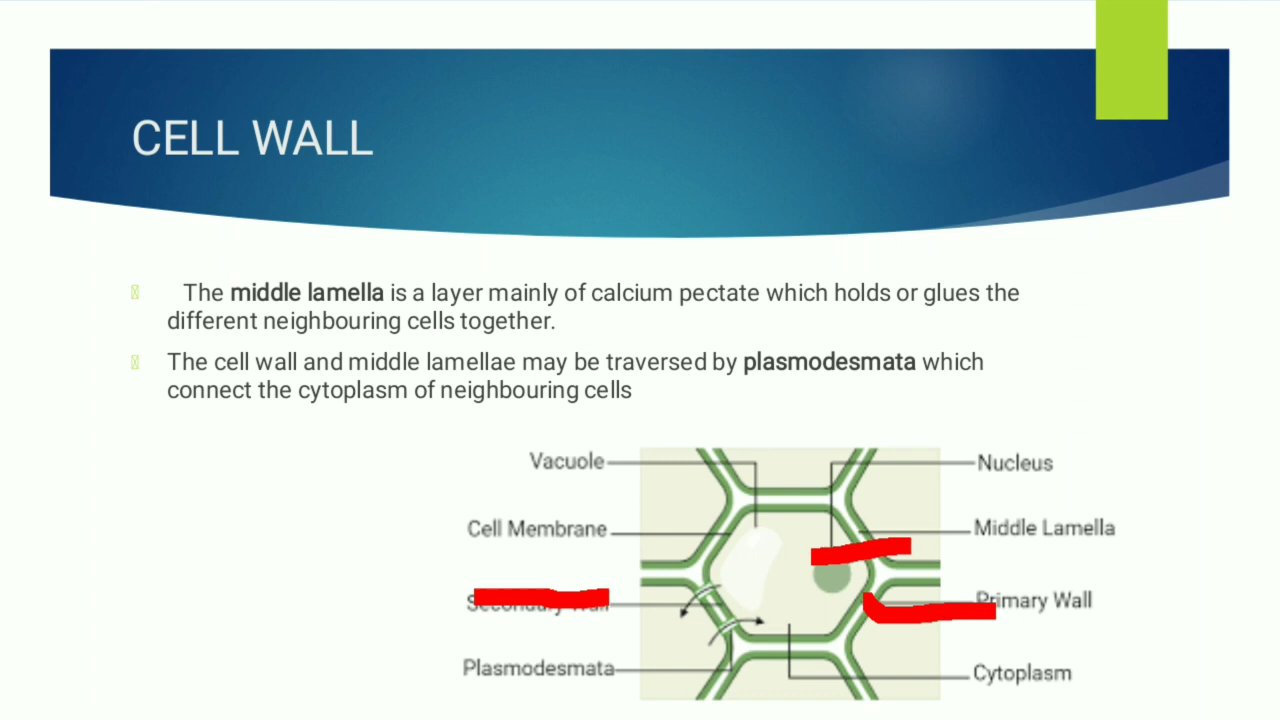 CELL WALL
The middle lamella is a layer mainly of calcium pectate which holds or glues the
different neighbouring cells together.
The cell wall and middle lamellae may be traversed by plasmodesmata which
connect the cytoplasm of neighbouring cells
Vacuole
Nucleus
Cell Membrane
Middle Lamella
Primary Wall
Plasmodesmata
Cytoplasm